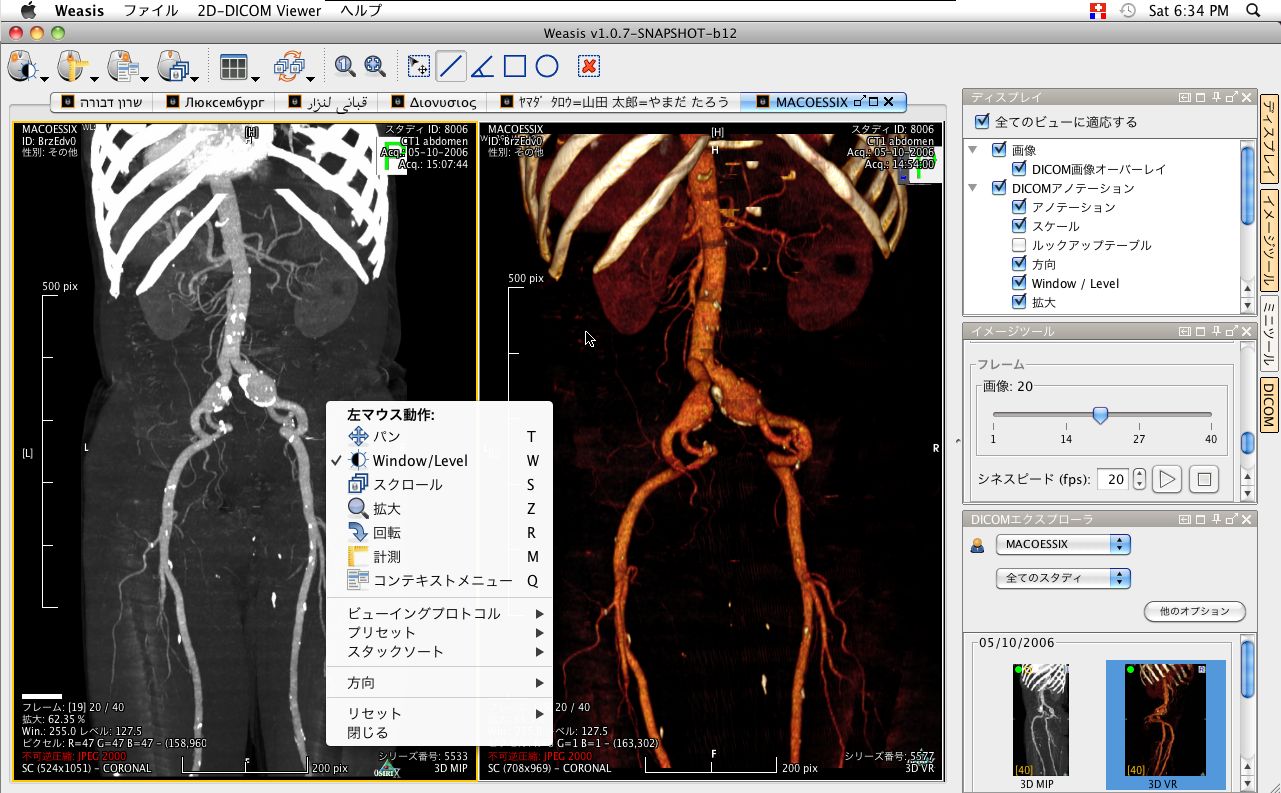 Weasis ファイル 2D-DICOM Viewer ヘルプ Sat 6:34 PM
Weasis v1.0.7-SNAPSHOT-b12
שרון דבורה Люксембург قباني لنزار Διονυσιος ﾔﾏﾀﾞ ﾀﾛｳ=山田 太郎=やまだ たろう MACOESSIX
MACOESSIX
ID: BrzEdv0
性別: その他
[H]
スタディ ID: 8006
CT1 abdomen
Acq.: 05-10-2006
Acq.: 15:07:44
500 pix
[L]
L
フレーム: [19] 20 / 40
拡大: 62.35 %
Win.: 255.0 レベル: 127.5
ピクセル: R=47 G=47 B=47 - (158,960
不可逆圧縮: JPEG 2000
SC (524x1051) - CORONAL
F
200 pix
シリーズ番号: 5533
OSIRIX
3D MIP
MACOESSIX
ID: BrzEdv0
性別: その他
[H]
H
スタディ ID: 8006
CT1 abdomen
Acq.: 05-10-2006
Acq.: 14:54:00
500 pix
R
20 / 40
127.5
G=1 B=1 - (163,302)
JPEG 2000
SC (708x969) - CORONAL
F
200 pix
シリーズ番号: 5577
3D VR
左マウス動作:
パン T
Window/Level W
スクロール S
拡大 Z
回転 R
計測 M
コンテキストメニュー Q
ビューイングプロトコル
プリセット
スタックソート
方向
リセット
閉じる
ディスプレイ
全てのビューに適応する
画像
DICOM画像オーバーレイ
DICOMアノテーション
アノテーション
スケール
ルックアップテーブル
方向
Window / Level
拡大
イメージツール
フレーム
画像: 20
1 14 27 40
シネスピード (fps): 20
DICOMエクスプローラ
MACOESSIX
全てのスタディ
他のオプション
05/10/2006
[40]
3D MIP
[40]
3D VR
ディスプレイ
イメージツール
ミニツール
DICOM